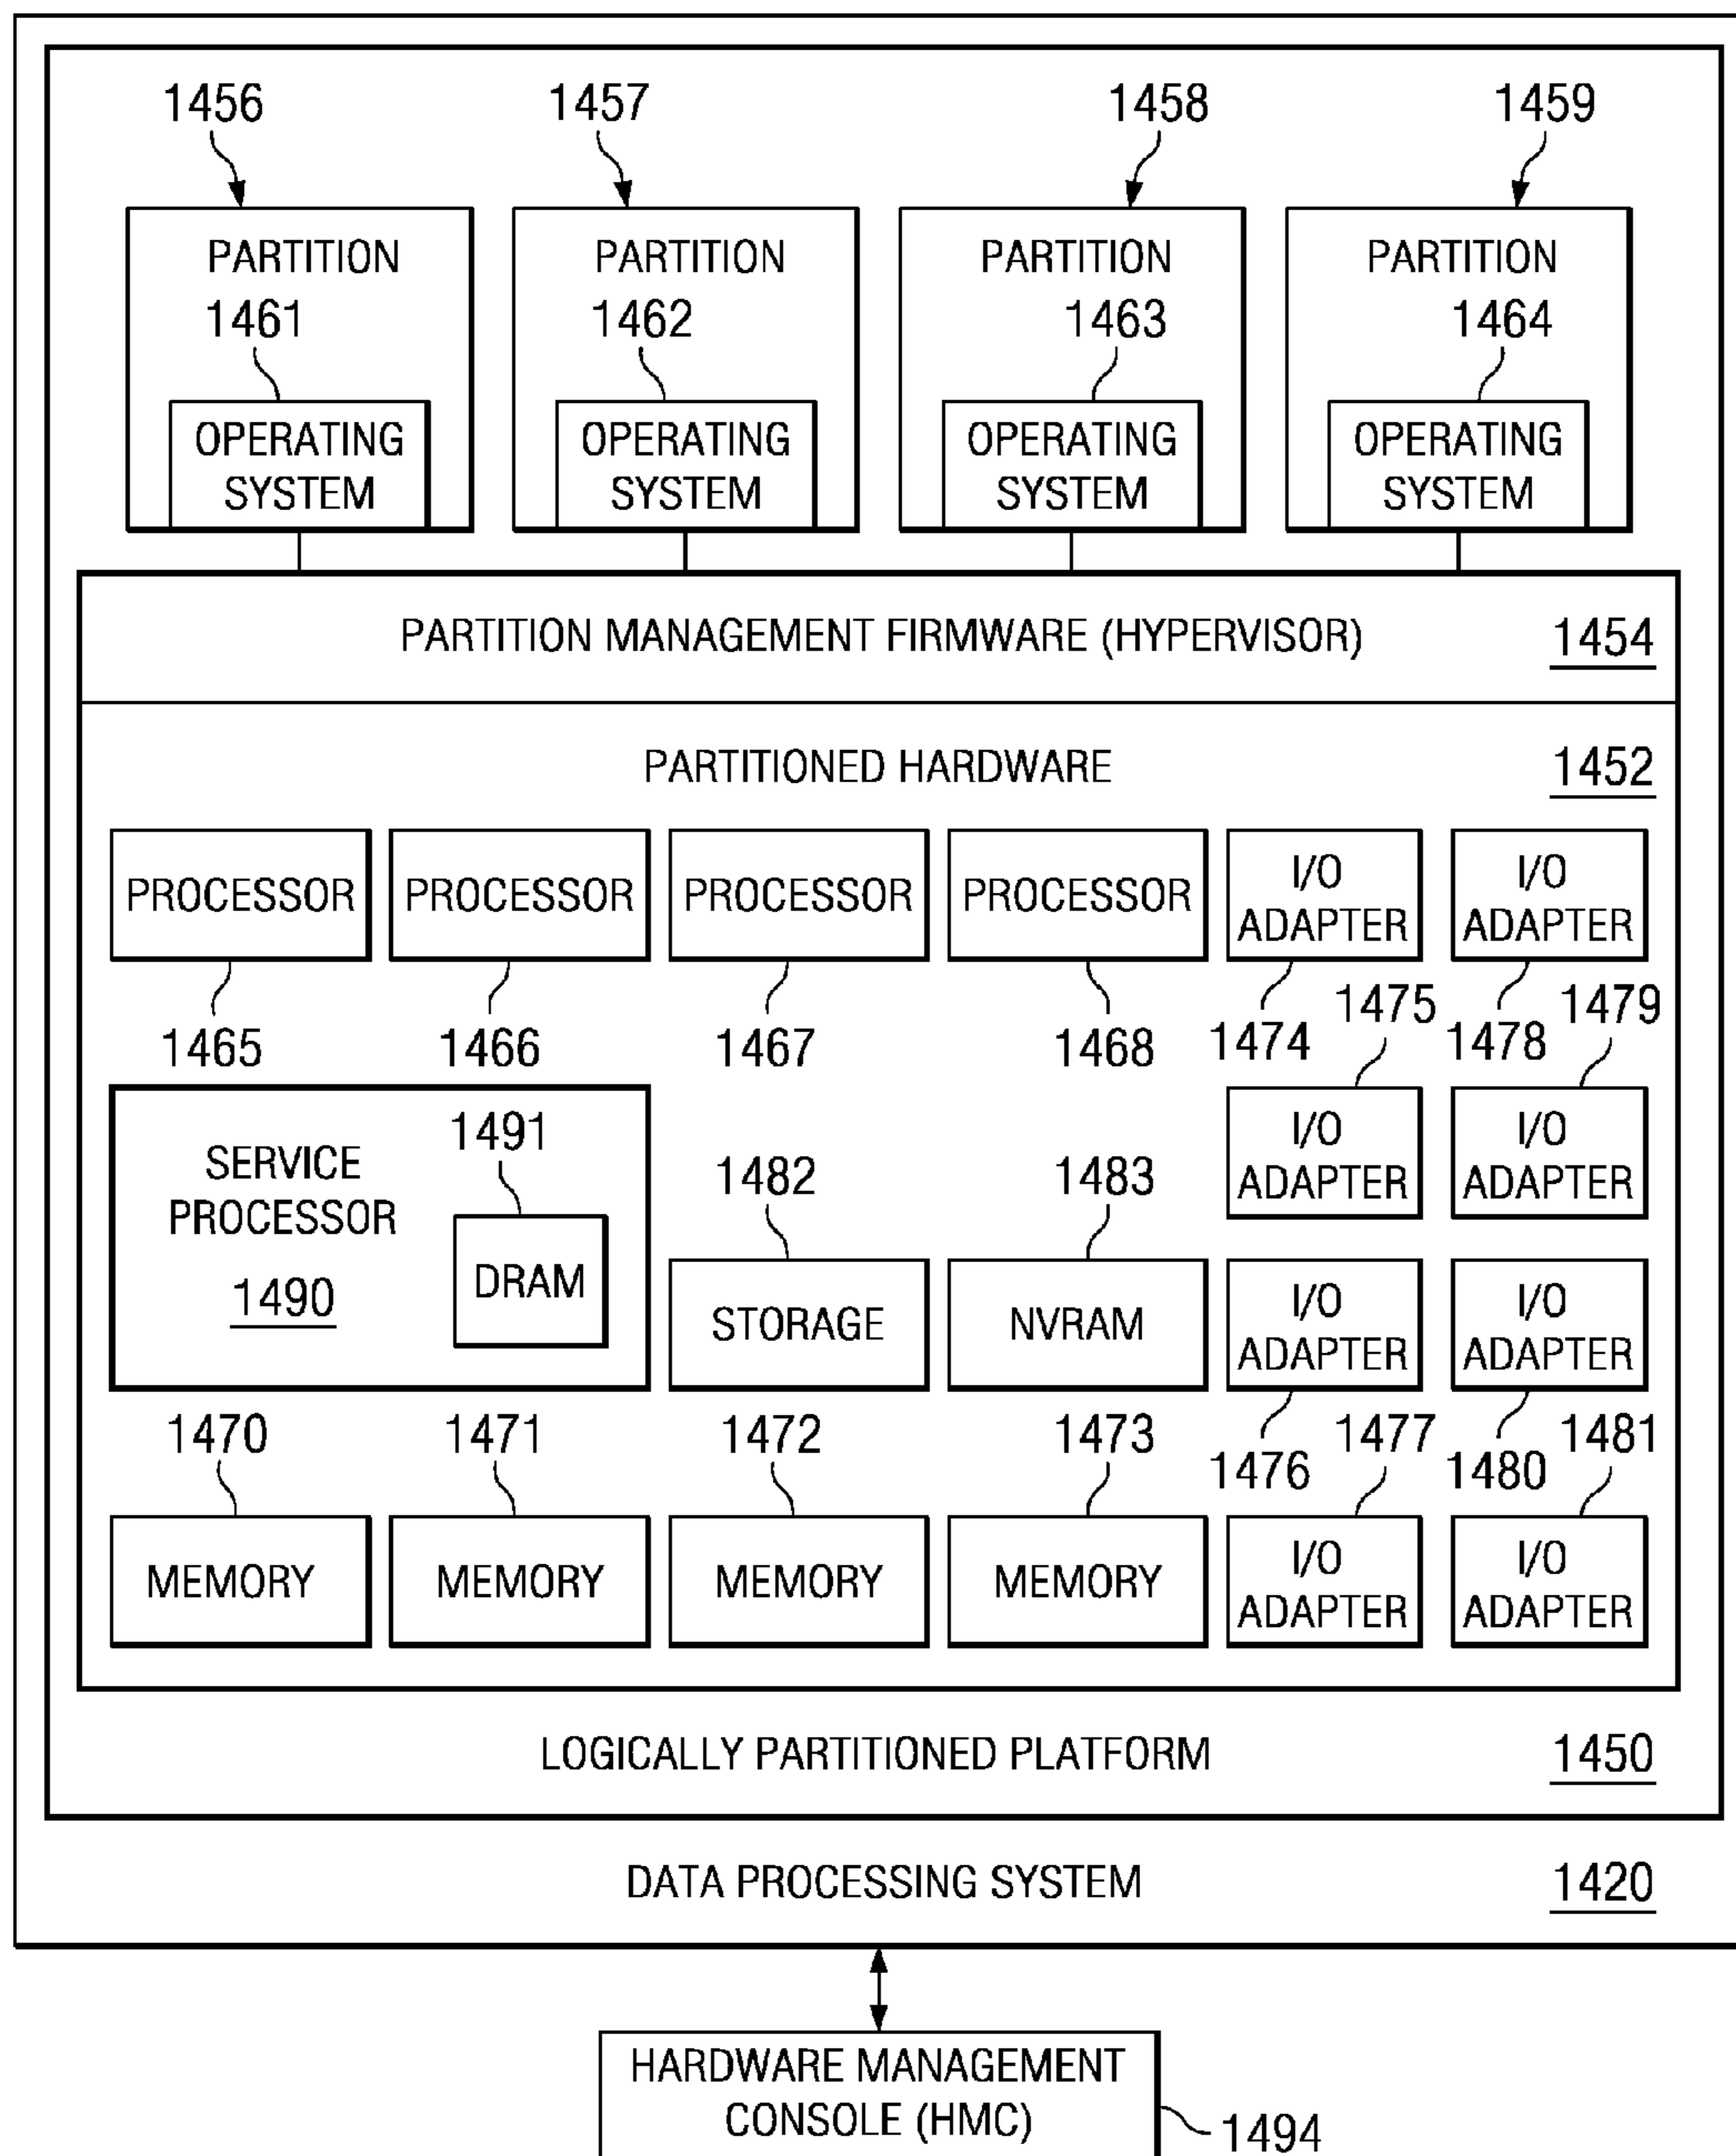 1456 1457 1458 1459
PARTITION PARTITION PARTITION PARTITION
1461 1462 1463 1464
OPERATING OPERATING OPERATING OPERATING
SYSTEM SYSTEM SYSTEM SYSTEM
PARTITION MANAGEMENT FIRMWARE (HYPERVISOR) 1454
PARTITIONED HARDWARE 1452
PROCESSOR PROCESSOR PROCESSOR PROCESSOR
I/O I/O
ADAPTER ADAPTER
1475 1479
1465 1466 1467 1468 1474 1478
SERVICE
PROCESSOR
1490
1491
DRAM
1482 1483
STORAGE NVRAM
I/O I/O
ADAPTER ADAPTER
I/O I/O
ADAPTER ADAPTER
1470 1471 1472 1473 1477 1481
1476 1480
MEMORY MEMORY MEMORY MEMORY
I/O I/O
ADAPTER ADAPTER
LOGICALLY PARTITIONED PLATFORM 1450
DATA PROCESSING SYSTEM 1420
HARDWARE MANAGEMENT
CONSOLE (HMC)
1494